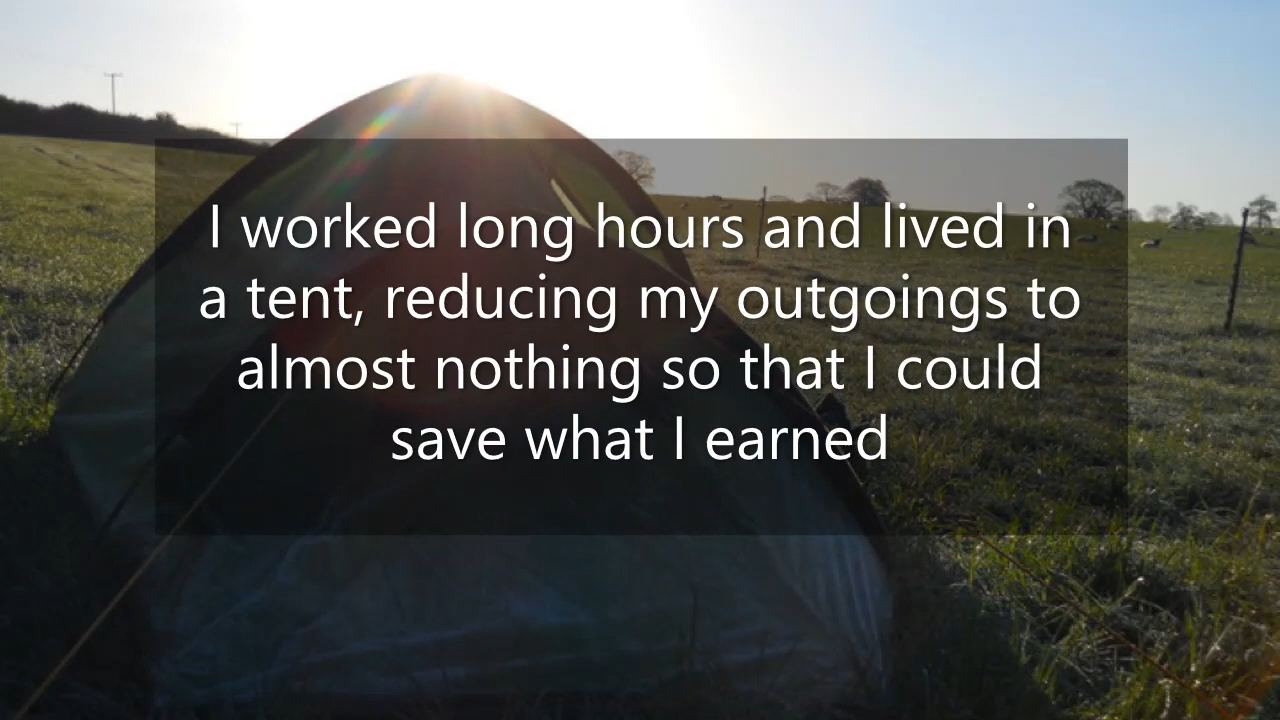 I worked long hours and lived in
a tent, reducing my outgoings to
almost nothing so that I could
save what I earned